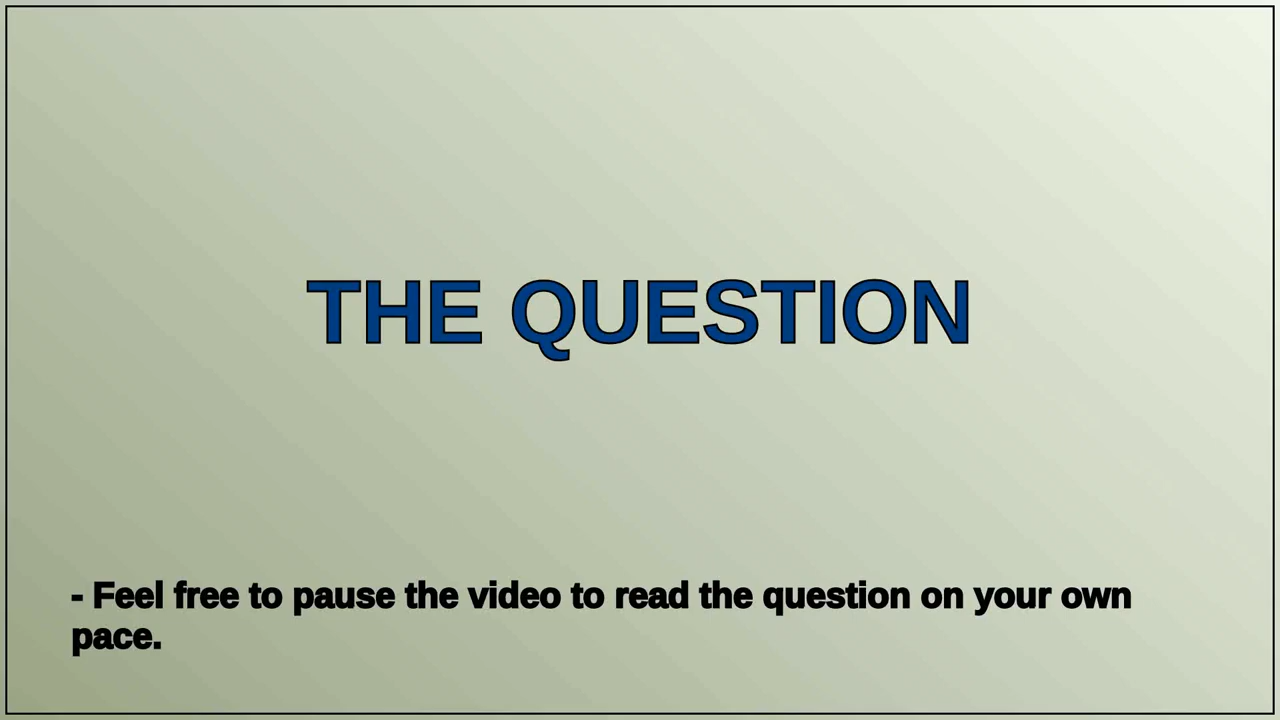 THE QUESTION
- Feel free to pause the video to read the question on your own
pace.